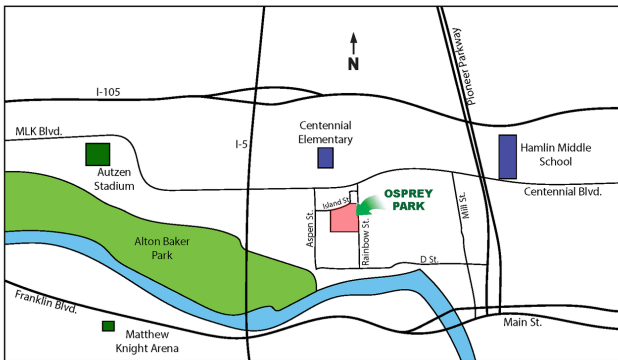 N
Pioneer Parkway
I-105
MLK Blvd.
Autzen
Stadium
I-5
Centennial
Elementary
Hamlin Middle
School
Centennial Blvd.
OSPREY
PARK
Island St.
Aspen St.
Rainbow St.
Mill St.
Alton Baker
Park
D St.
Franklin Blvd.
Main St.
Matthew
Knight Arena